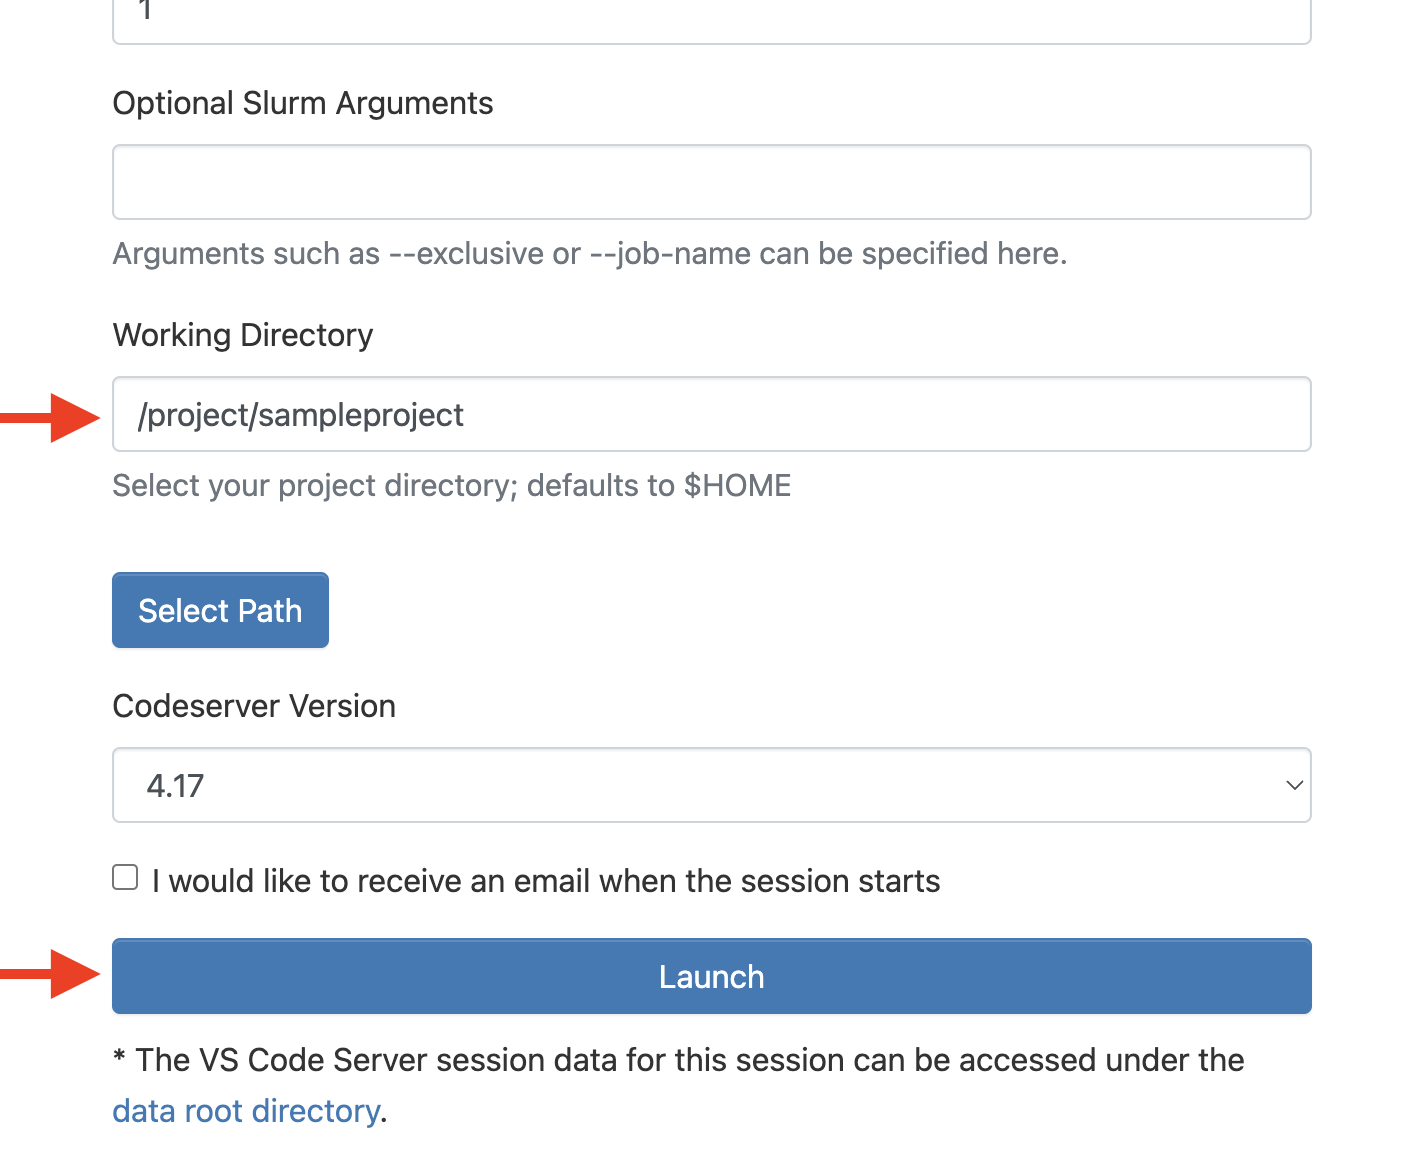 1
Optional Slurm Arguments
Arguments such as --exclusive or --job-name can be specified here.
Working Directory
/project/sampleproject
Select your project directory; defaults to $HOME
Select Path
Codeserver Version
4.17
I would like to receive an email when the session starts
Launch
* The VS Code Server session data for this session can be accessed under the
data root directory.